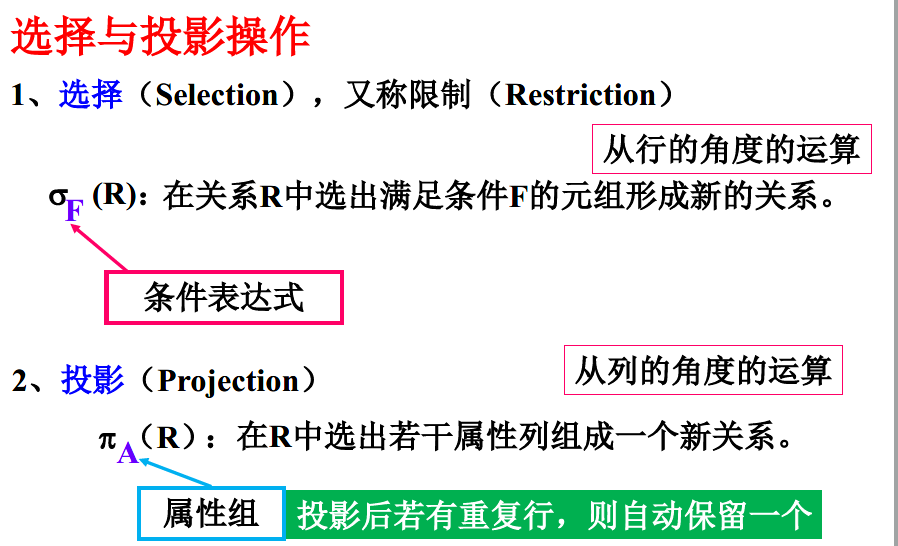 选择与投影操作
1、选择（Selection），又称限制（Restriction）
从行的角度的运算
σF (R)：在关系R中选出满足条件F的元组形成新的关系。
条件表达式
2、投影（Projection）
从列的角度的运算
πA（R）：在R中选出若干属性列组成一个新关系。
属性组
投影后若有重复行，则自动保留一个